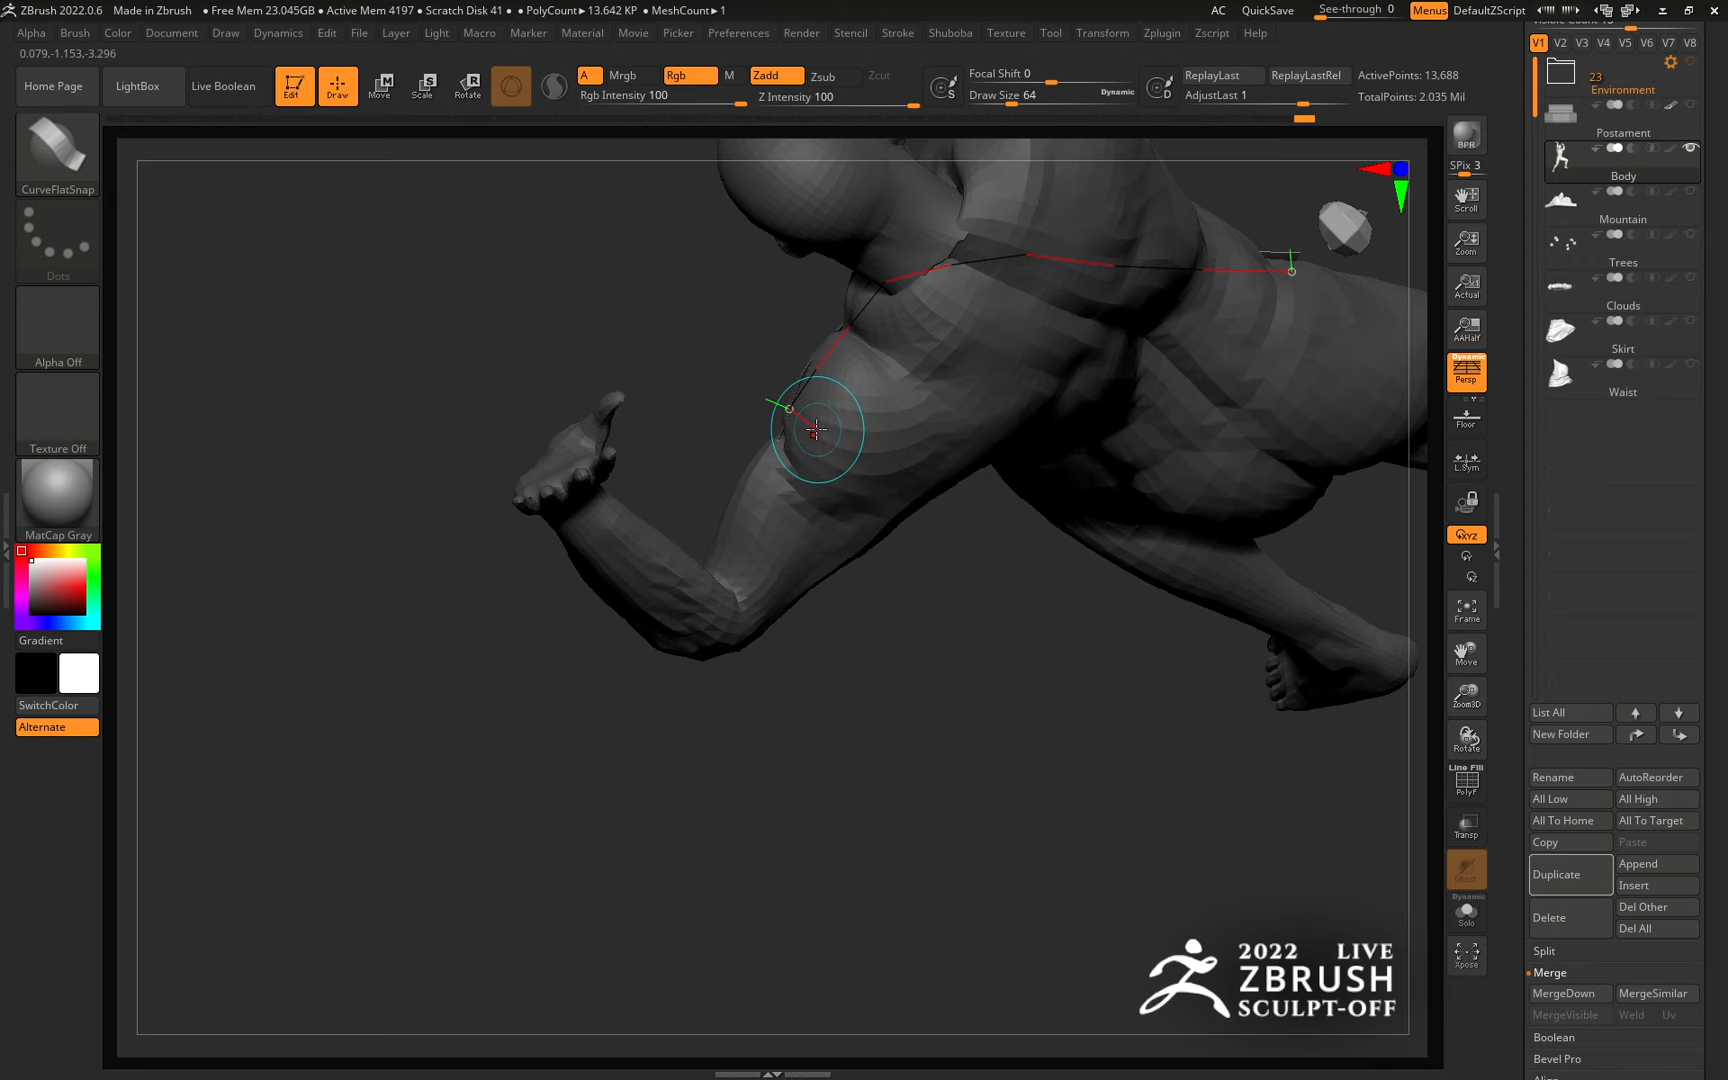 ZBrush 2022.0.6 Made in Zbrush • Free Mem 23.045GB • Active Mem 4197 • Scratch Disk 41 • • PolyCount► 13.642 KP • MeshCount► 1 AC QuickSave See-through 0 Menus DefaultZScript
Alpha Brush Color Document Draw Dynamics Edit File Layer Light Macro Marker Material Movie Picker Preferences Render Stencil Stroke Shuboba Texture Tool Transform Zplugin Zscript Help
0.079,-1.153,-3.296
Home Page LightBox Live Boolean Edit Draw Move Scale Rotate
A Mrgb Rgb M Zadd Zsub Zcut
Rgb Intensity 100 Z Intensity 100
Focal Shift 0
Draw Size 64 Dynamic
S D
ReplayLast ReplayLastRel
AdjustLast 1
ActivePoints: 13,688
TotalPoints: 2.035 Mil
CurveFlatSnap
Dots
Alpha Off
Texture Off
MatCap Gray
Gradient
SwitchColor
Alternate
2022 LIVE
ZBRUSH
SCULPT-OFF
BPR
SPix 3
Scroll
Zoom
Actual
AAHalf
Dynamic
Persp
Floor
L.Sym
XYZ
Y
Z
Frame
Move
Zoom3D
Rotate
Line Fill
PolyF
Transp
Ghost
Dynamic
Solo
Xpose
V1 V2 V3 V4 V5 V6 V7 V8
23
Environment
Postament
Body
Mountain
Trees
Clouds
Skirt
Waist
List All
New Folder
Rename AutoReorder
All Low All High
All To Home All To Target
Copy Paste
Duplicate Append
Insert
Delete Del Other
Del All
Split
Merge
MergeDown MergeSimilar
MergeVisible Weld Uv
Boolean
Bevel Pro